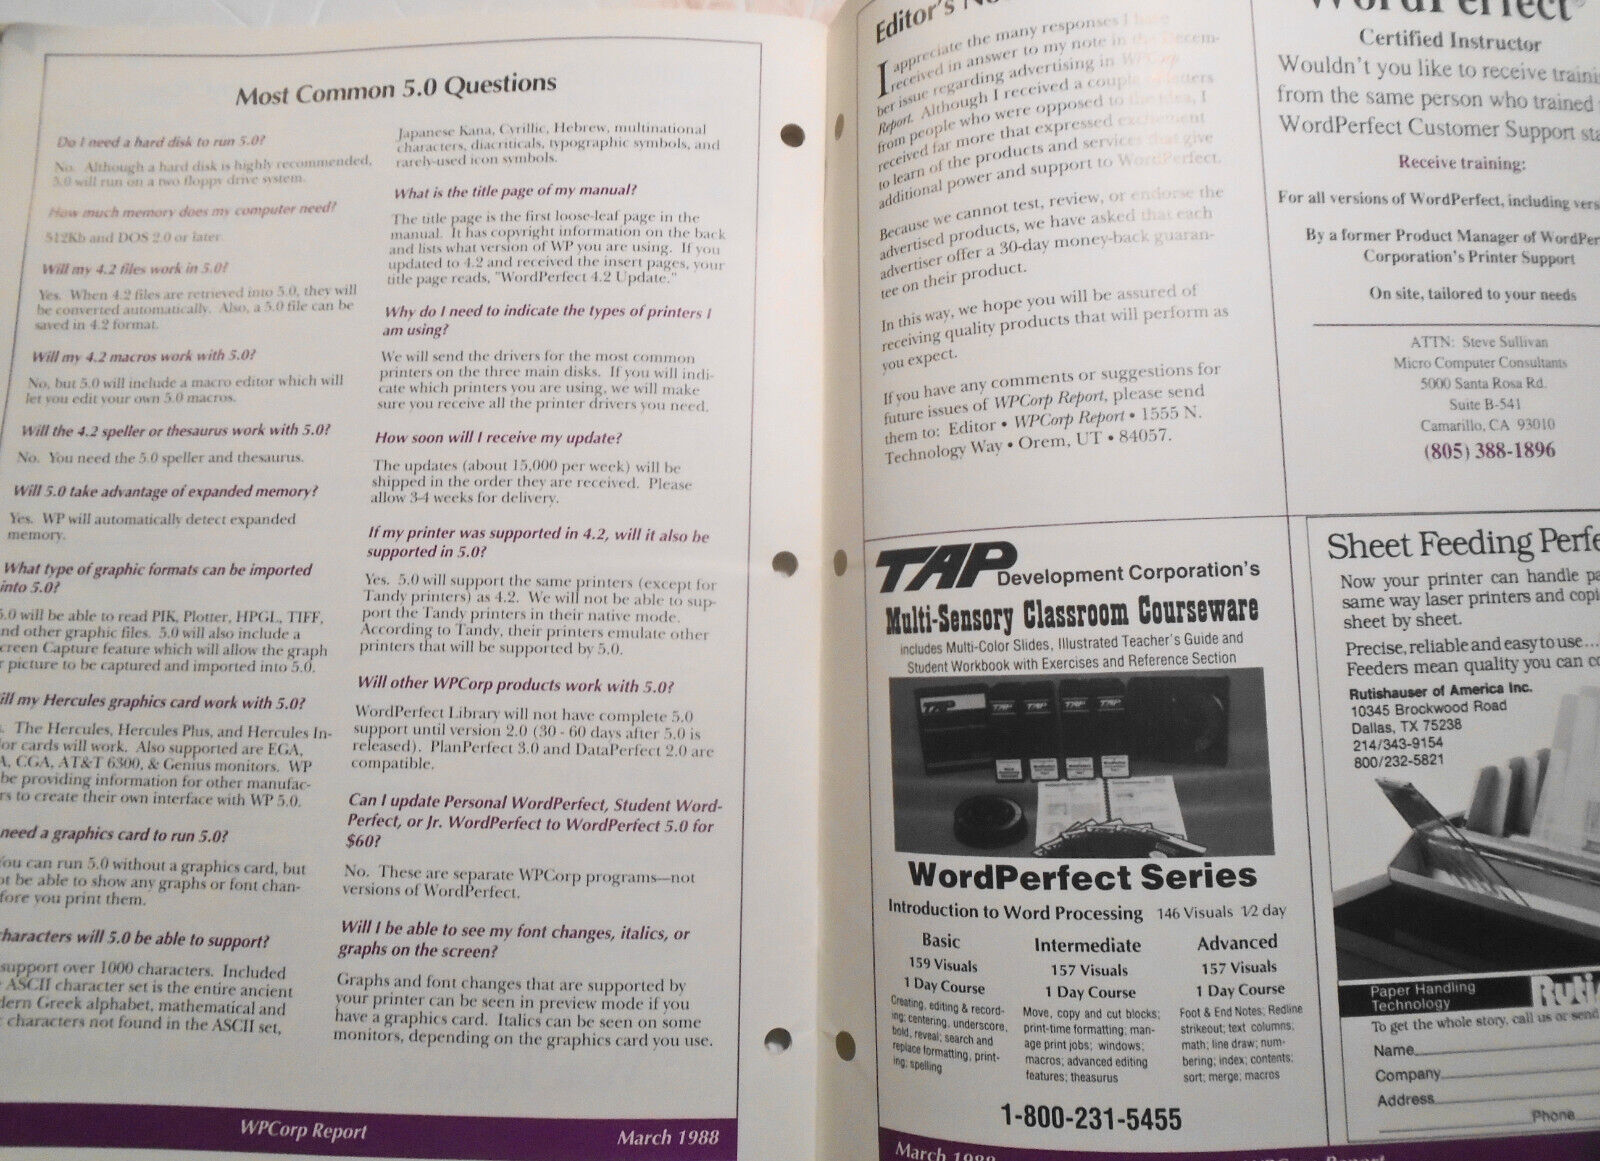 Most Common 5.0 Questions
Do I need a hard disk to run 5.0?
No. Although a hard disk is highly recommended,
5.0 will run on a two floppy drive system.
How much memory does my computer need?
512Kb and DOS 2.0 or later.
Will my 4.2 files work in 5.0?
Yes. When 4.2 files are retrieved into 5.0, they will
be converted automatically. Also, a 5.0 file can be
saved in 4.2 format.
Will my 4.2 macros work with 5.0?
No, but 5.0 will include a macro editor which will
let you edit your own 5.0 macros.
Will the 4.2 speller or thesaurus work with 5.0?
No. You need the 5.0 speller and thesaurus.
Will 5.0 take advantage of expanded memory?
Yes. WP will automatically detect expanded
memory.
What type of graphic formats can be imported
into 5.0?
5.0 will be able to read PIK, Plotter, HPGL, TIFF,
and other graphic files. 5.0 will also include a
creen Capture feature which will allow the graph
r picture to be captured and imported into 5.0.
ill my Hercules graphics card work with 5.0?
s. The Hercules, Hercules Plus, and Hercules In-
or cards will work. Also supported are EGA,
A, CGA, AT&T 6300, & Genius monitors. WP
be providing information for other manufac-
rs to create their own interface with WP 5.0.
need a graphics card to run 5.0?
ou can run 5.0 without a graphics card, but
ot be able to show any graphs or font chan-
fore you print them.
characters will 5.0 be able to support?
support over 1000 characters. Included
ASCII character set is the entire ancient
dern Greek alphabet, mathematical and
c characters not found in the ASCII set,
Japanese Kana, Cyrillic, Hebrew, multinational
characters, diacriticals, typographic symbols, and
rarely-used icon symbols.
What is the title page of my manual?
The title page is the first loose-leaf page in the
manual. It has copyright information on the back
and lists what version of WP you are using. If you
updated to 4.2 and received the insert pages, your
title page reads, "WordPerfect 4.2 Update."
Why do I need to indicate the types of printers I
am using?
We will send the drivers for the most common
printers on the three main disks. If you will indi-
cate which printers you are using, we will make
sure you receive all the printer drivers you need.
How soon will I receive my update?
The updates (about 15,000 per week) will be
shipped in the order they are received. Please
allow 3-4 weeks for delivery.
If my printer was supported in 4.2, will it also be
supported in 5.0?
Yes. 5.0 will support the same printers (except for
Tandy printers) as 4.2. We will not be able to sup-
port the Tandy printers in their native mode.
According to Tandy, their printers emulate other
printers that will be supported by 5.0.
Will other WPCorp products work with 5.0?
WordPerfect Library will not have complete 5.0
support until version 2.0 (30 - 60 days after 5.0 is
released). PlanPerfect 3.0 and DataPerfect 2.0 are
compatible.
Can I update Personal WordPerfect, Student Word-
Perfect, or Jr. WordPerfect to WordPerfect 5.0 for
$60?
No. These are separate WPCorp programs—not
versions of WordPerfect.
Will I be able to see my font changes, italics, or
graphs on the screen?
Graphs and font changes that are supported by
your printer can be seen in preview mode if you
have a graphics card. Italics can be seen on some
monitors, depending on the graphics card you use.
WPCorp Report
March 1988
Editor's No
I appreciate the many responses I have
received in answer to my note in the Decem-
ber issue regarding advertising in WPCorp
Report. Although I received a couple letters
from people who were opposed to the idea, I
received far more that expressed excitement
to learn of the products and services that give
additional power and support to WordPerfect.
Because we cannot test, review, or endorse the
advertised products, we have asked that each
advertiser offer a 30-day money-back guaran-
tee on their product.
In this way, we hope you will be assured of
receiving quality products that will perform as
you expect.
If you have any comments or suggestions for
future issues of WPCorp Report, please send
them to: Editor • WPCorp Report • 1555 N.
Technology Way • Orem, UT • 84057.
WordPerfect®
Certified Instructor
Wouldn't you like to receive traini
from the same person who trained
WordPerfect Customer Support sta
Receive training:
For all versions of WordPerfect, including vers
By a former Product Manager of WordPer
Corporation's Printer Support
On site, tailored to your needs
ATTN: Steve Sullivan
Micro Computer Consultants
5000 Santa Rosa Rd.
Suite B-541
Camarillo, CA 93010
(805) 388-1896
TAP Development Corporation's
Multi-Sensory Classroom Courseware
includes Multi-Color Slides, Illustrated Teacher's Guide and
Student Workbook with Exercises and Reference Section
TAP
TAP TAP TAP TAP
WordPerfect Series
Introduction to Word Processing 146 Visuals 1/2 day
Basic
159 Visuals
1 Day Course
Creating, editing & record-
ing; centering, underscore,
bold, reveal; search and
replace formatting, print-
ing; spelling
Intermediate
157 Visuals
1 Day Course
Move, copy and cut blocks;
print-time formatting; man-
age print jobs; windows;
macros; advanced editing
features; theasurus
Advanced
157 Visuals
1 Day Course
Foot & End Notes; Redline
strikeout; text columns;
math; line draw; num-
bering; index; contents;
sort; merge; macros
1-800-231-5455
Sheet Feeding Perfe
Now your printer can handle pa
same way laser printers and copi
sheet by sheet.
Precise, reliable and easy to use...
Feeders mean quality you can co
Rutishauser of America Inc.
10345 Brockwood Road
Dallas, TX 75238
214/343-9154
800/232-5821
Paper Handling
Technology
Ruti
To get the whole story, call us or send
Name
Company
Address
Phone
March 1988
WPCorp Report